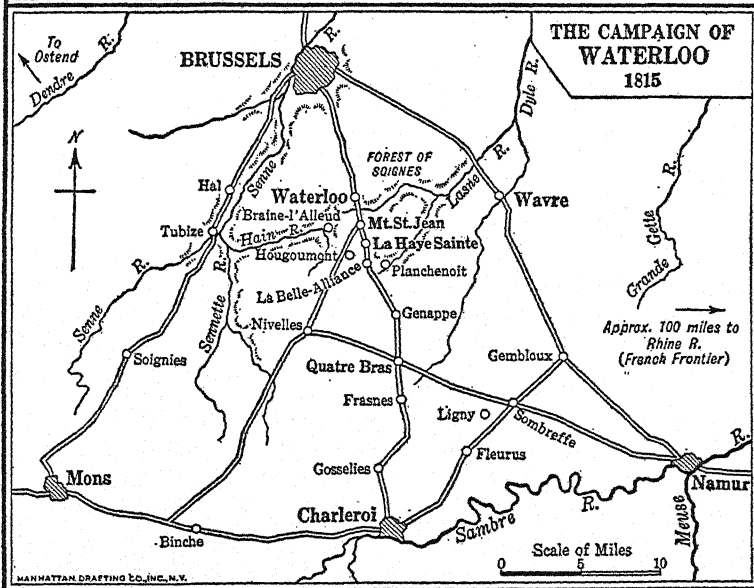 THE CAMPAIGN OF
WATERLOO
1815
To
Ostend
Dendre R.
BRUSSELS
R.
Dyle R.
N
FOREST OF
SOIGNES
Lasne R.
Senne
Hal
Waterloo
Wavre
Braine-l'Alleud
Mt. St. Jean
Tubize
Hain R.
La Haye Sainte
Hougoumont
Planchenoit
La Belle-Alliance
Senne R.
Sennette R.
Grande Gette R.
Genappe
Nivelles
Approx. 100 miles to
Rhine R.
(French Frontier)
Soignies
Quatre Bras
Gembloux
Frasnes
Ligny
Sombreffe
Fleurus
Gosselies
Mons
Namur
Charleroi
Sambre R.
Meuse R.
Binche
Scale of Miles
0 5 10
MANHATTAN DRAFTING CO., INC., N.Y.